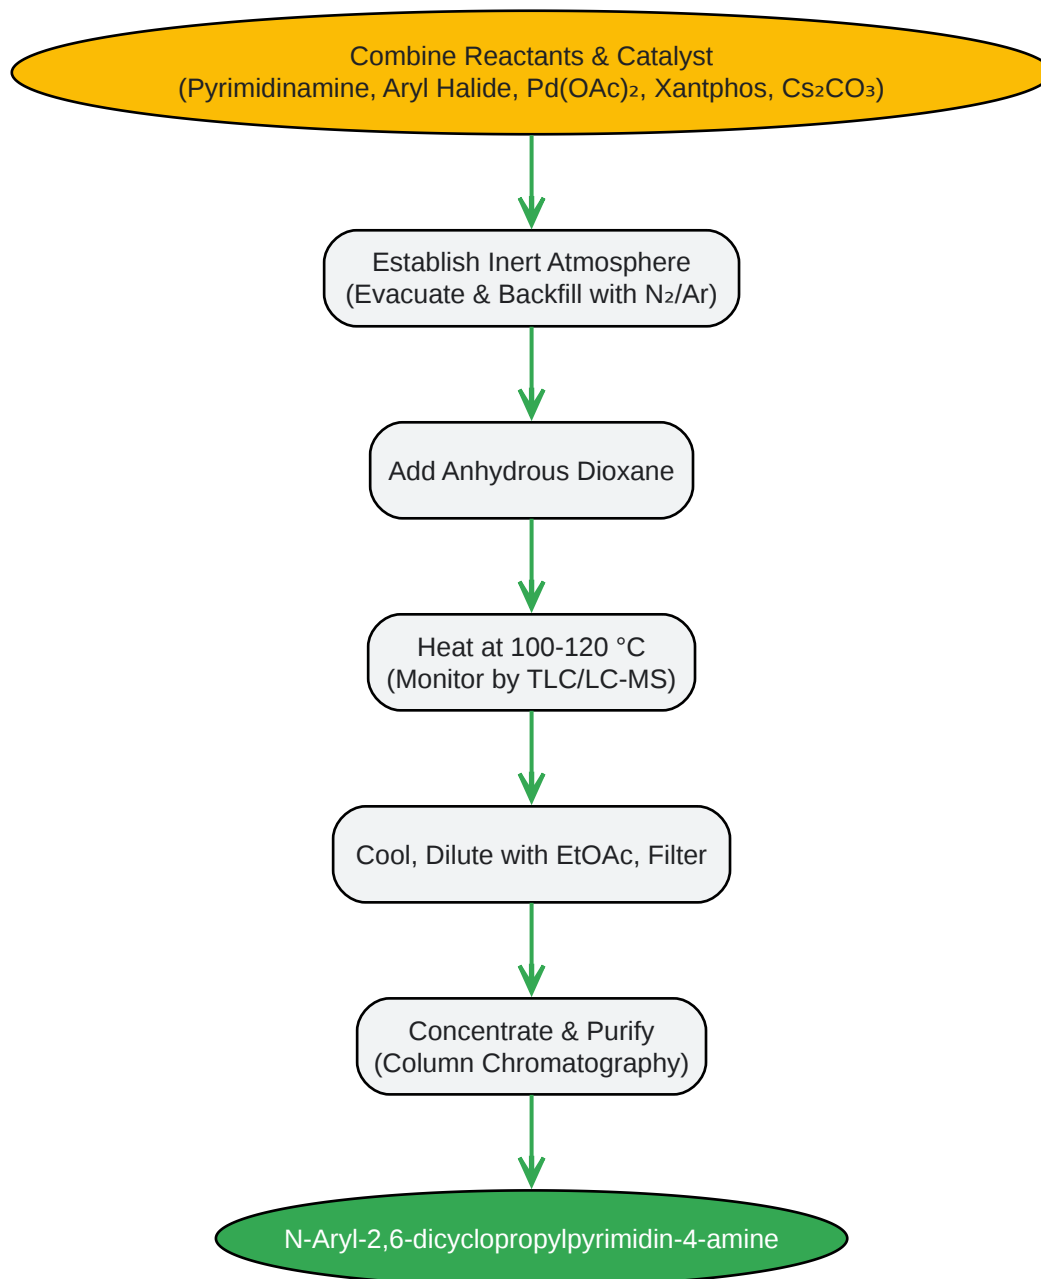 Combine Reactants & Catalyst
(Pyrimidinamine, Aryl Halide, Pd(OAc)₂, Xantphos, Cs₂CO₃)
Establish Inert Atmosphere
(Evacuate & Backfill with N₂/Ar)
Add Anhydrous Dioxane
Heat at 100-120 °C
(Monitor by TLC/LC-MS)
Cool, Dilute with EtOAc, Filter
Concentrate & Purify
(Column Chromatography)
N-Aryl-2,6-dicyclopropylpyrimidin-4-amine